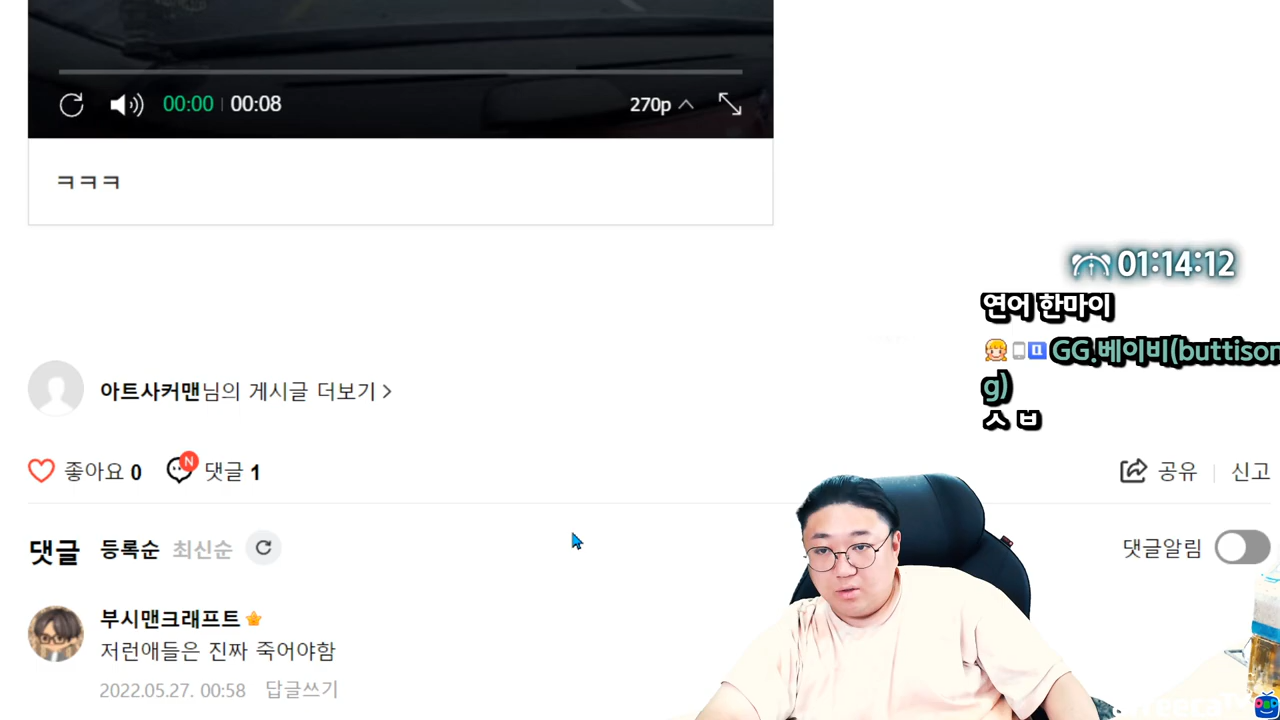 00:00 | 00:08
270p
ㅋㅋㅋ
01:14:12
연어 한마이
GG.베이비(buttison
g)
ㅅㅂ
아트사커맨님의 게시글 더보기
좋아요 0
N
댓글 1
공유
신고
댓글
등록순
최신순
댓글알림
부시맨크래프트
저런애들은 진짜 죽어야함
2022.05.27. 00:58
답글쓰기